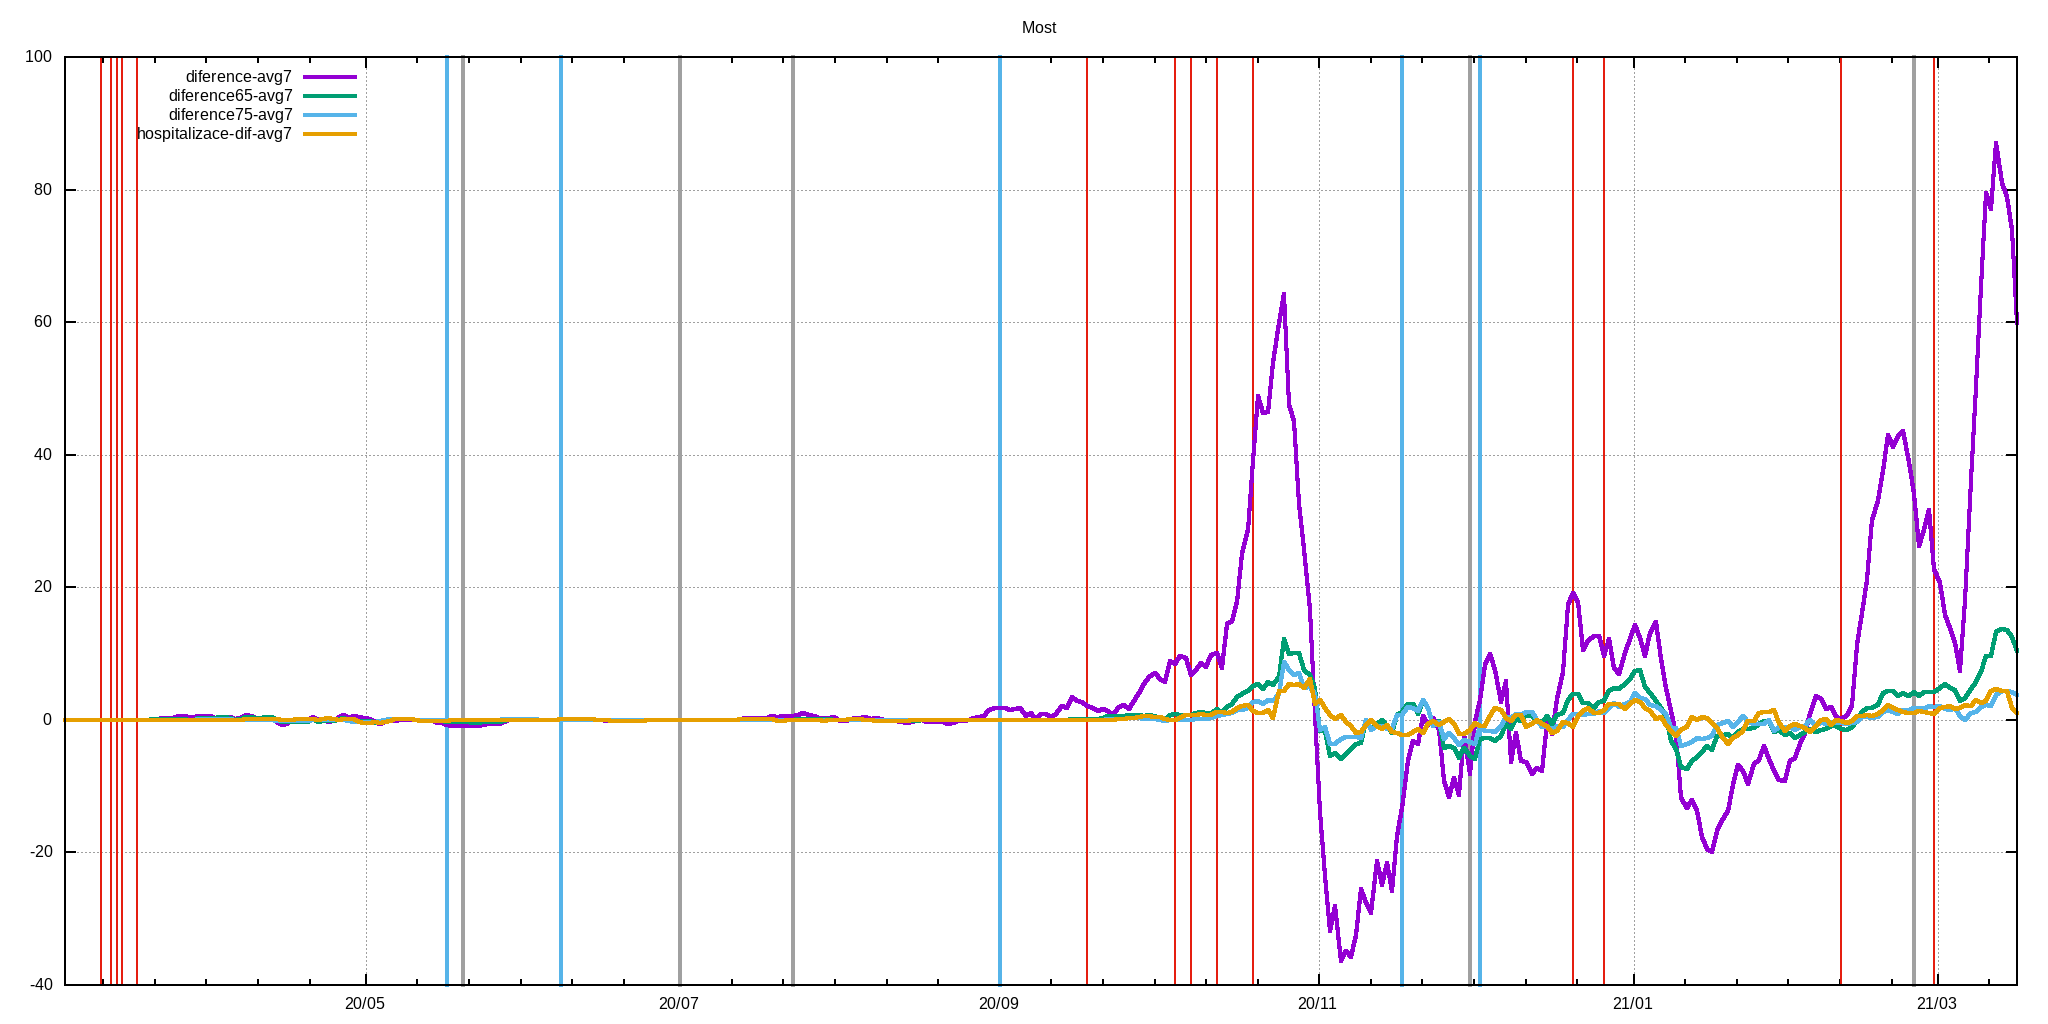 Most
100
80
60
40
20
0
-20
-40
diference-avg7
diference65-avg7
diference75-avg7
hospitalizace-dif-avg7
20/05 20/07 20/09 20/11 21/01 21/03